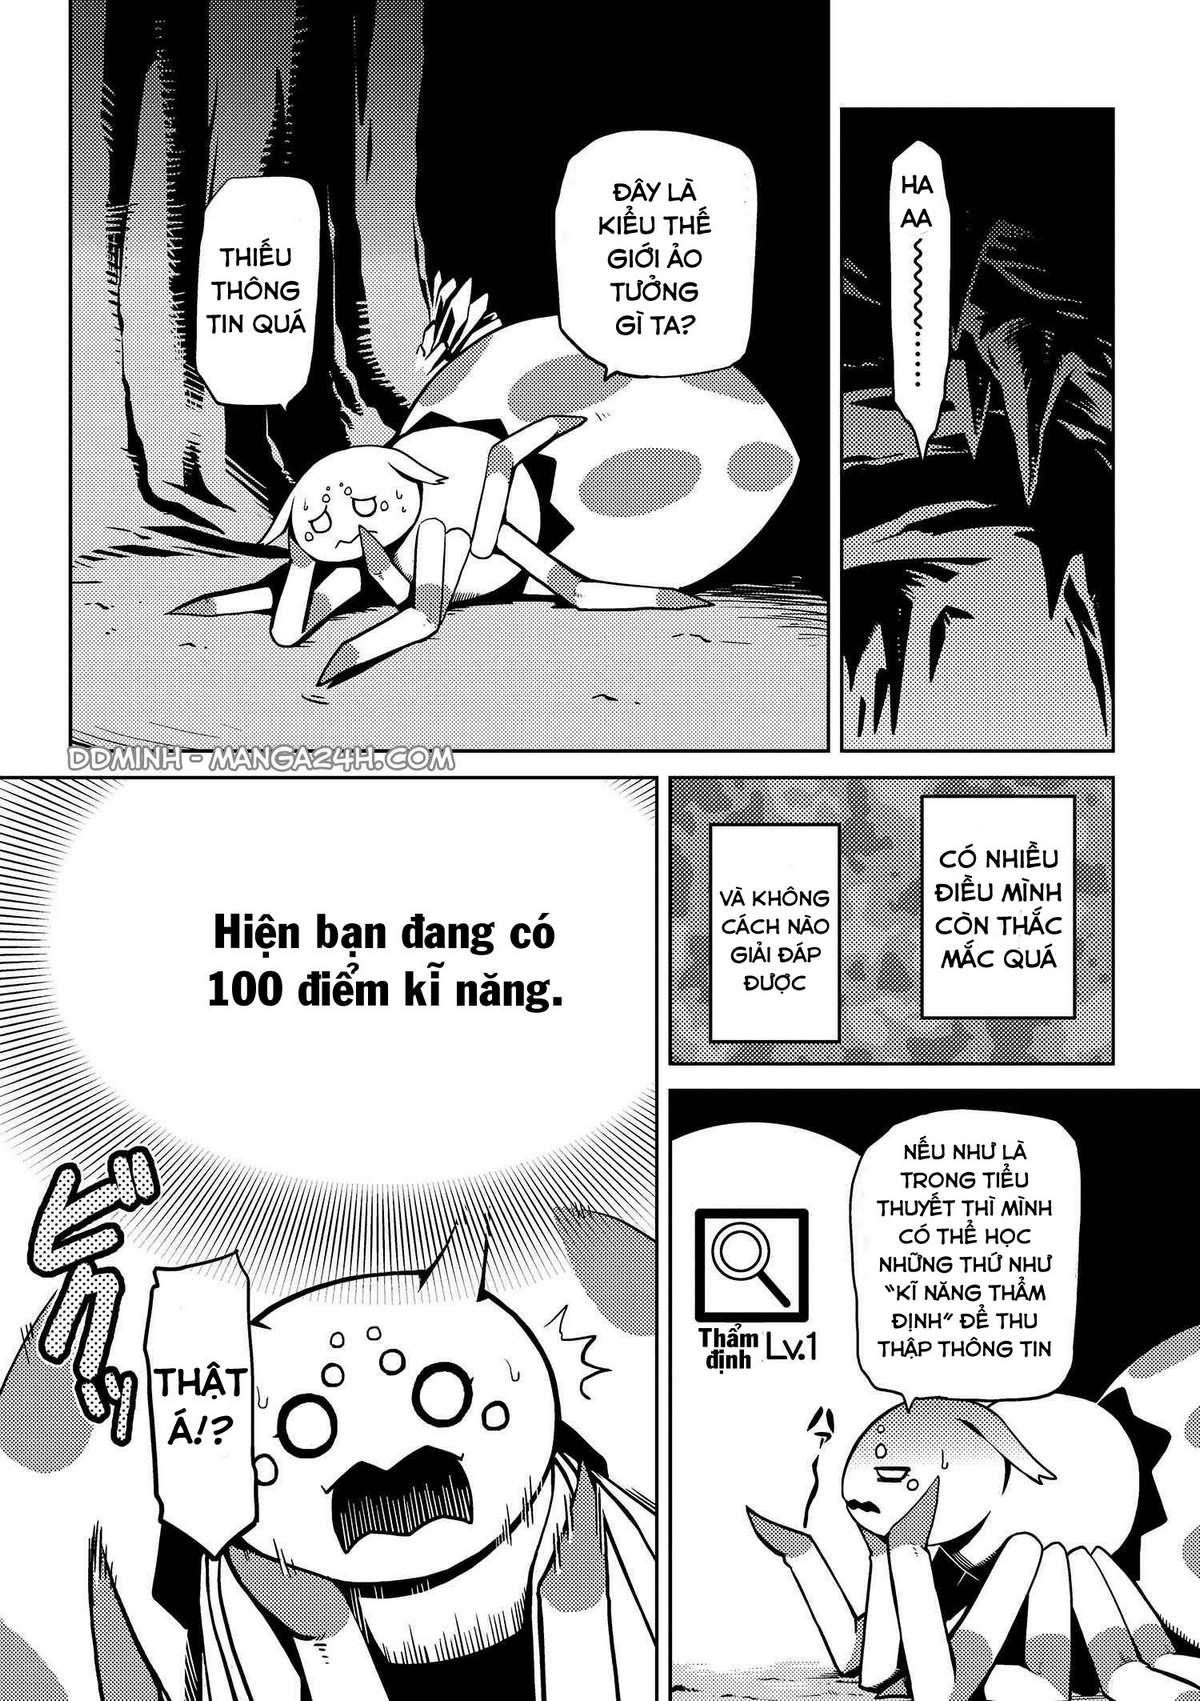 HA
AA
ĐÂY LÀ
KIỂU THẾ
GIỚI ẢO
TƯỞNG
GÌ TA?
THIẾU
THÔNG
TIN QUÁ
DDMINH - MANGA24H.COM
CÓ NHIỀU
ĐIỀU MÌNH
CÒN THẮC
MẮC QUÁ
VÀ KHÔNG
CÁCH NÀO
GIẢI ĐÁP
ĐƯỢC
NẾU NHƯ LÀ
TRONG TIỂU
THUYẾT THÌ MÌNH
CÓ THỂ HỌC
NHỮNG THỨ NHƯ
"KĨ NĂNG THẨM
ĐỊNH" ĐỂ THU
THẬP THÔNG TIN
Thẩm
định Lv.1
Hiện bạn đang có
100 điểm kĩ năng.
ビクッ
THẬT
Á!?